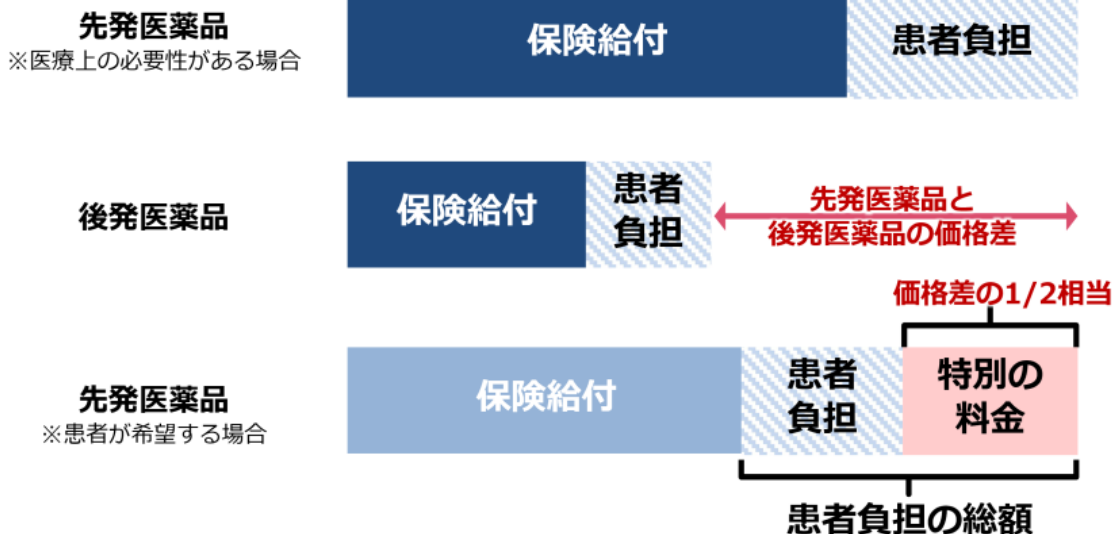 先発医薬品
※医療上の必要性がある場合
保険給付
患者負担
後発医薬品
保険給付
患者
負担
先発医薬品と
後発医薬品の価格差
価格差の1/2相当
先発医薬品
※患者が希望する場合
保険給付
患者
負担
特別の
料金
患者負担の総額